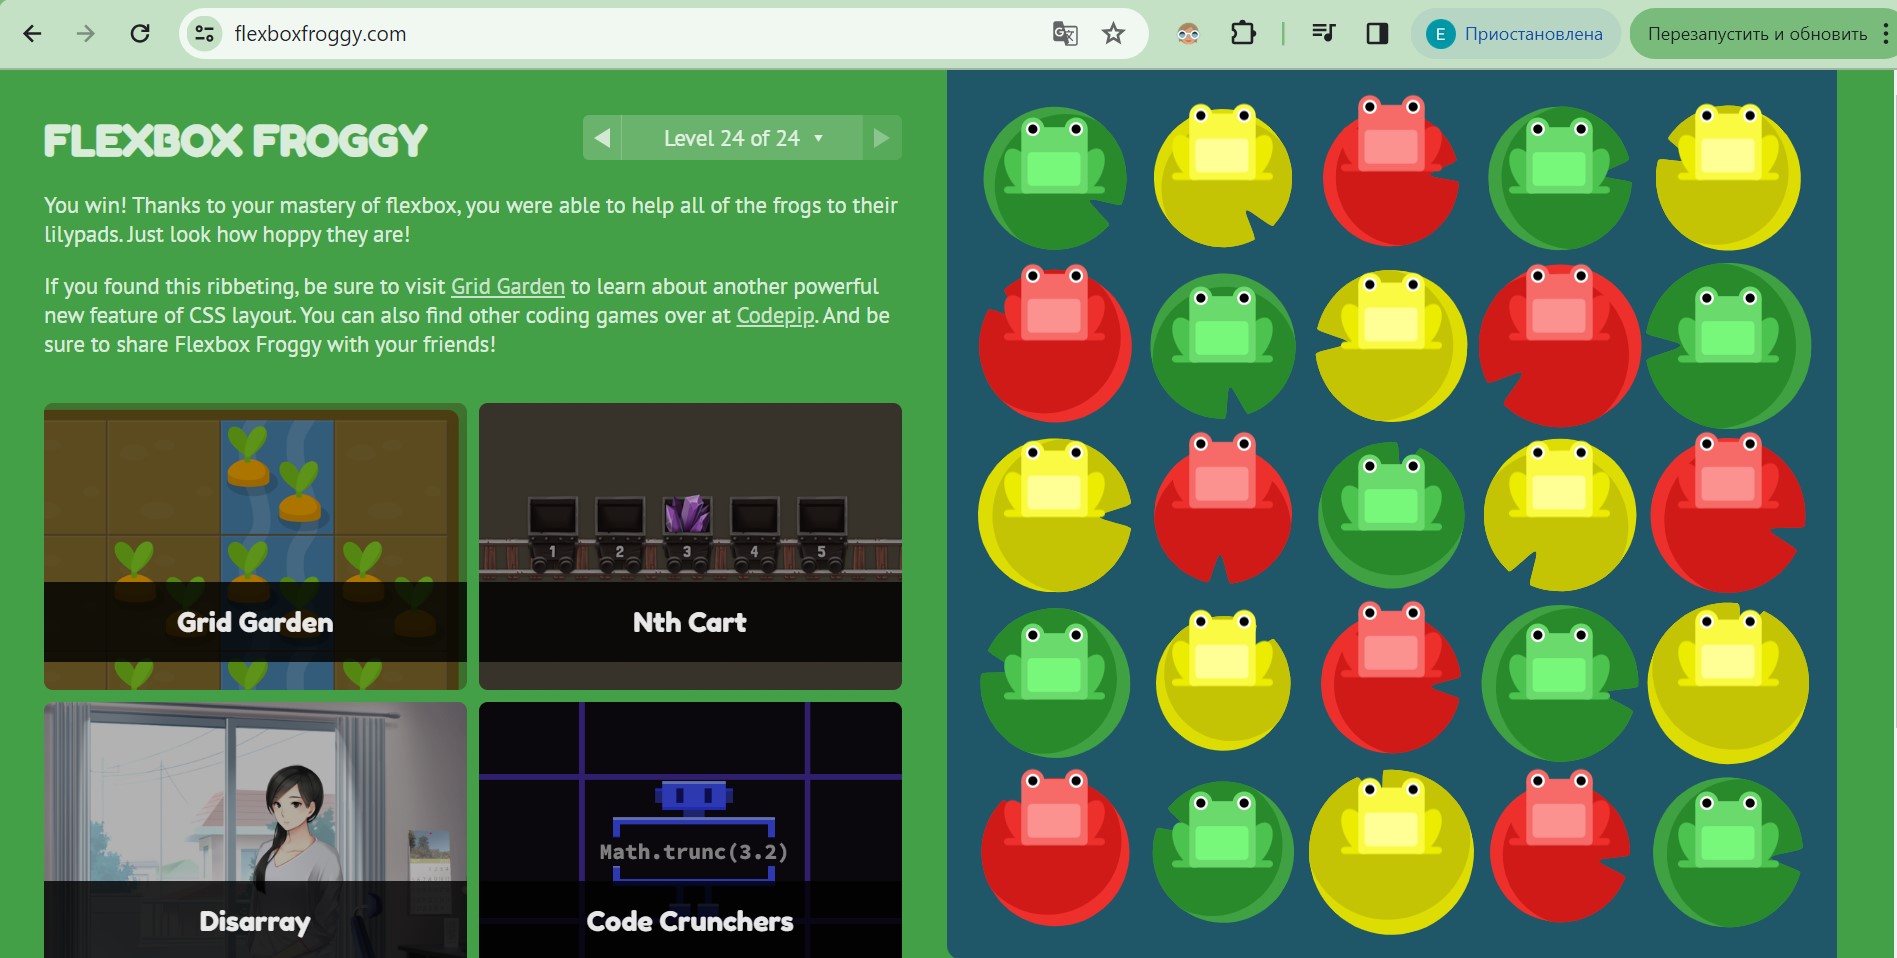 flexboxfroggy.com
E Приостановлена
Перезапустить и обновить
FLEXBOX FROGGY
Level 24 of 24
You win! Thanks to your mastery of flexbox, you were able to help all of the frogs to their
lilypads. Just look how hoppy they are!
If you found this ribbeting, be sure to visit Grid Garden to learn about another powerful
new feature of CSS layout. You can also find other coding games over at Codepip. And be
sure to share Flexbox Froggy with your friends!
1 2 3 4 5
Grid Garden
Nth Cart
Math.trunc(3.2)
Disarray
Code Crunchers